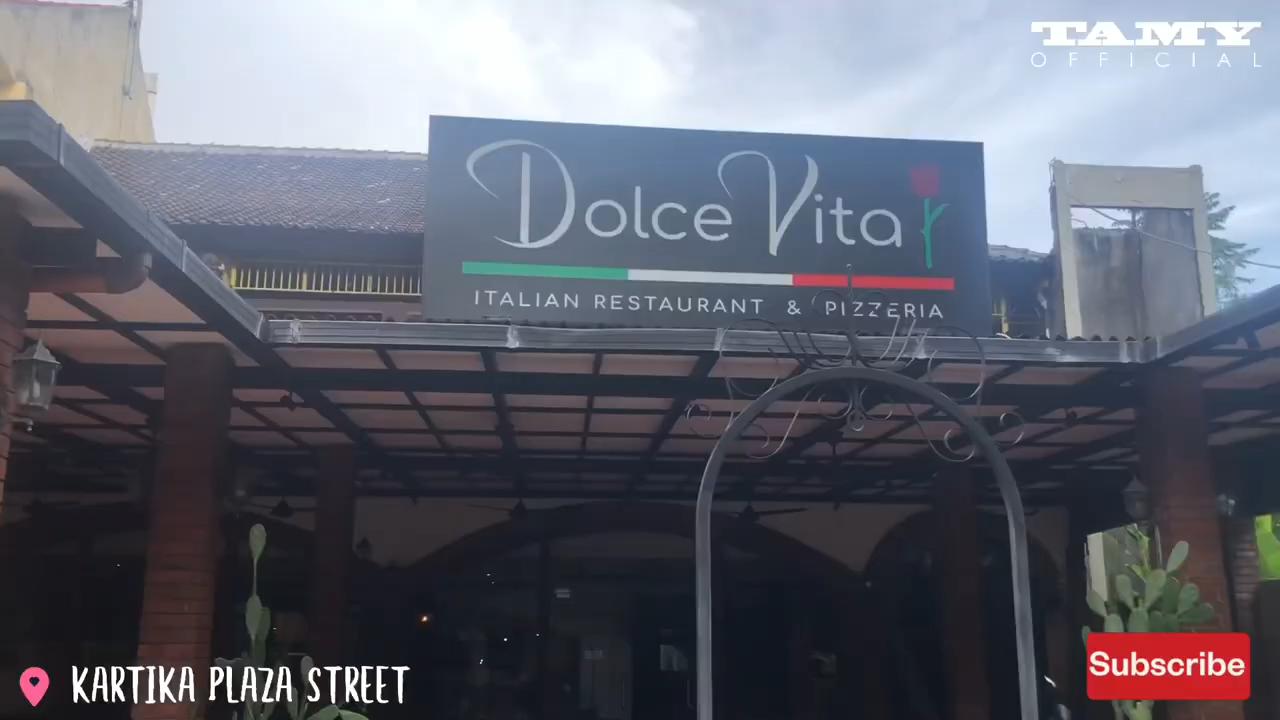 TAMY
OFFICIAL
Dolce Vita
ITALIAN RESTAURANT & PIZZERIA
KARTIKA PLAZA STREET
Subscribe